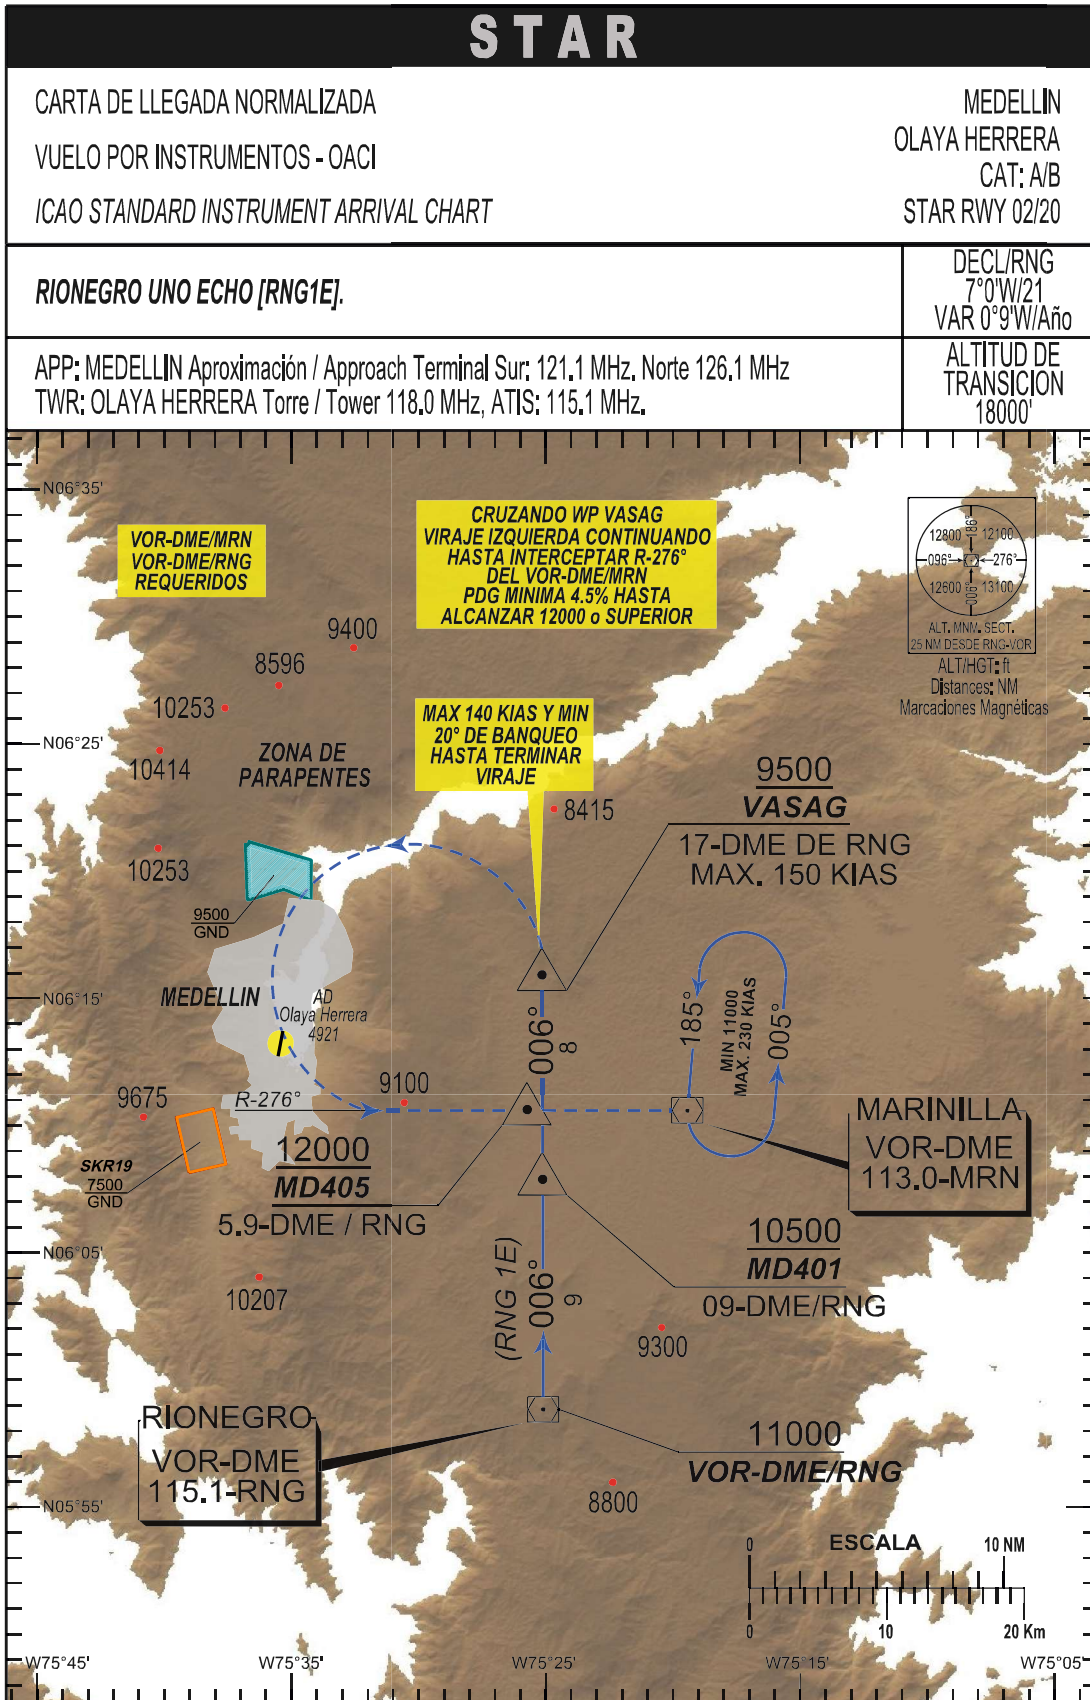 STAR
CARTA DE LLEGADA NORMALIZADA
VUELO POR INSTRUMENTOS - OACI
ICAO STANDARD INSTRUMENT ARRIVAL CHART
MEDELLIN
OLAYA HERRERA
CAT: A/B
STAR RWY 02/20
RIONEGRO UNO ECHO [RNG1E].
DECL/RNG
7°0'W/21
VAR 0°9'W/Año
APP: MEDELLIN Aproximación / Approach Terminal Sur: 121.1 MHz. Norte 126.1 MHz
TWR: OLAYA HERRERA Torre / Tower 118.0 MHz, ATIS: 115.1 MHz.
ALTITUD DE
TRANSICION
18000'
N06°35'
VOR-DME/MRN
VOR-DME/RNG
REQUERIDOS
CRUZANDO WP VASAG
VIRAJE IZQUIERDA CONTINUANDO
HASTA INTERCEPTAR R-276°
DEL VOR-DME/MRN
PDG MINIMA 4.5% HASTA
ALCANZAR 12000 o SUPERIOR
12800
186°
12100
096°
276°
12600
006°
13100
ALT. MNM. SECT.
25 NM DESDE RNG-VOR
ALT/HGT: ft
Distances: NM
Marcaciones Magnéticas
9400
8596
10253
10414
N06°25'
ZONA DE
PARAPENTES
MAX 140 KIAS Y MIN
20° DE BANQUEO
HASTA TERMINAR
VIRAJE
8415
9500
VASAG
17-DME DE RNG
MAX. 150 KIAS
10253
9500
GND
MEDELLIN
AD
Olaya Herrera
4921
N06°15'
006°
8
185°
MIN 11000
MAX. 230 KIAS
005°
9675
R-276°
9100
MARINILLA
VOR-DME
113.0-MRN
SKR19
7500
GND
12000
MD405
5.9-DME / RNG
10500
MD401
09-DME/RNG
N06°05'
10207
(RNG 1E)
006°
9
9300
RIONEGRO
VOR-DME
115.1-RNG
11000
VOR-DME/RNG
8800
N05°55'
0
ESCALA
10 NM
0
10
20 Km
W75°45'
W75°35'
W75°25'
W75°15'
W75°05'